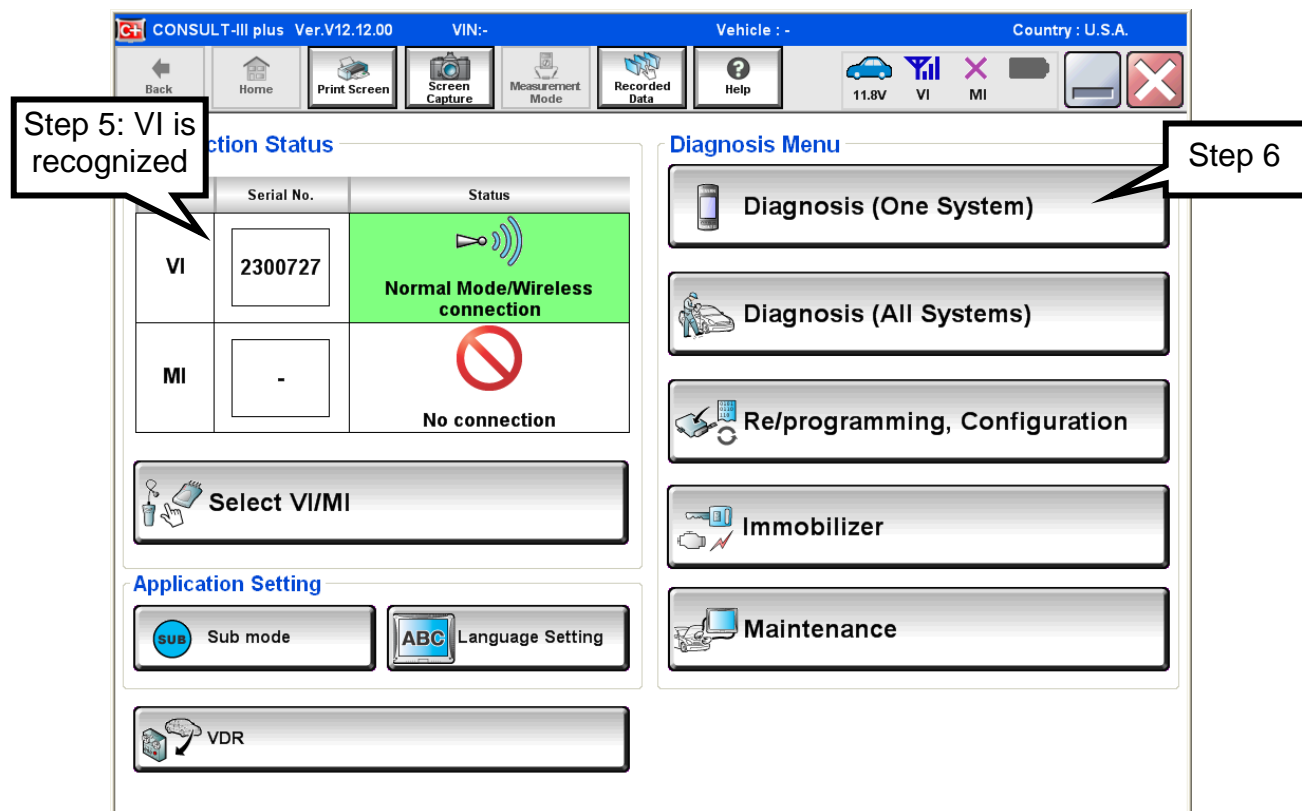 C+ CONSULT-III plus Ver.V12.12.00 VIN:- Vehicle : - Country : U.S.A.
Back
Home
Print Screen
Screen
Capture
Measurement
Mode
Recorded
Data
Help
11.8V
VI
MI
Step 5: VI is
recognized
ction Status
Serial No.
Status
VI
2300727
Normal Mode/Wireless
connection
MI
-
No connection
Select VI/MI
Application Setting
SUB
Sub mode
ABC
Language Setting
VDR
Diagnosis Menu
Step 6
Diagnosis (One System)
Diagnosis (All Systems)
Re/programming, Configuration
Immobilizer
Maintenance